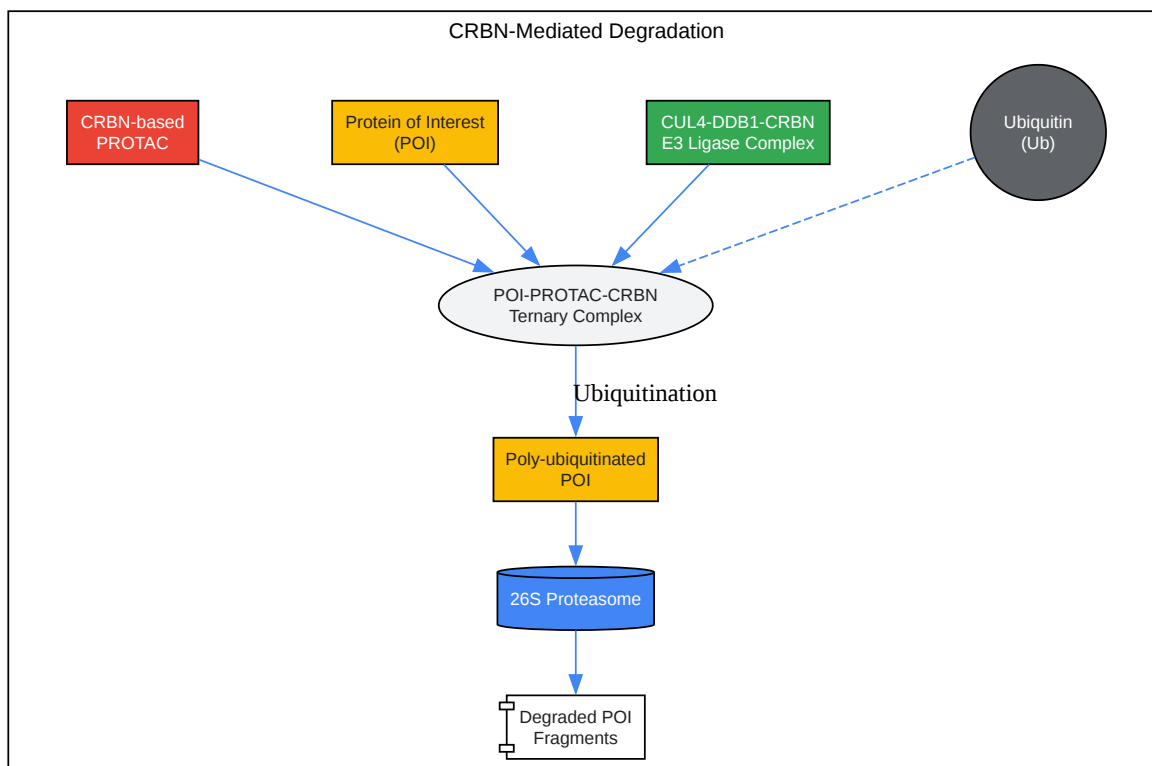 CRBN-Mediated Degradation
CRBN-based
PROTAC
Protein of Interest
(POI)
CUL4-DDB1-CRBN
E3 Ligase Complex
Ubiquitin
(Ub)
POI-PROTAC-CRBN
Ternary Complex
Ubiquitination
Poly-ubiquitinated
POI
26S Proteasome
Degraded POI
Fragments